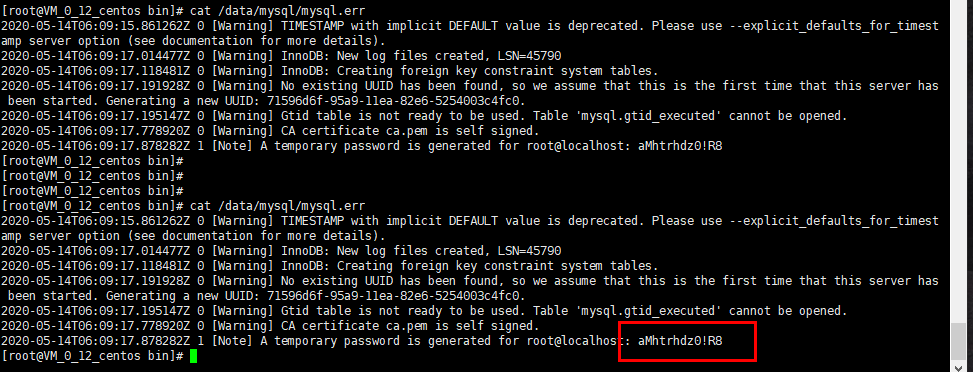 [root@VM_0_12_centos bin]# cat /data/mysql/mysql.err
2020-05-14T06:09:15.861262Z 0 [Warning] TIMESTAMP with implicit DEFAULT value is deprecated. Please use --explicit_defaults_for_timest
amp server option (see documentation for more details).
2020-05-14T06:09:17.014477Z 0 [Warning] InnoDB: New log files created, LSN=45790
2020-05-14T06:09:17.118481Z 0 [Warning] InnoDB: Creating foreign key constraint system tables.
2020-05-14T06:09:17.191928Z 0 [Warning] No existing UUID has been found, so we assume that this is the first time that this server has
 been started. Generating a new UUID: 71596d6f-95a9-11ea-82e6-5254003c4fc0.
2020-05-14T06:09:17.195147Z 0 [Warning] Gtid table is not ready to be used. Table 'mysql.gtid_executed' cannot be opened.
2020-05-14T06:09:17.778920Z 0 [Warning] CA certificate ca.pem is self signed.
2020-05-14T06:09:17.878282Z 1 [Note] A temporary password is generated for root@localhost: aMhtrhdz0!R8
[root@VM_0_12_centos bin]#
[root@VM_0_12_centos bin]#
[root@VM_0_12_centos bin]#
[root@VM_0_12_centos bin]# cat /data/mysql/mysql.err
2020-05-14T06:09:15.861262Z 0 [Warning] TIMESTAMP with implicit DEFAULT value is deprecated. Please use --explicit_defaults_for_timest
amp server option (see documentation for more details).
2020-05-14T06:09:17.014477Z 0 [Warning] InnoDB: New log files created, LSN=45790
2020-05-14T06:09:17.118481Z 0 [Warning] InnoDB: Creating foreign key constraint system tables.
2020-05-14T06:09:17.191928Z 0 [Warning] No existing UUID has been found, so we assume that this is the first time that this server has
 been started. Generating a new UUID: 71596d6f-95a9-11ea-82e6-5254003c4fc0.
2020-05-14T06:09:17.195147Z 0 [Warning] Gtid table is not ready to be used. Table 'mysql.gtid_executed' cannot be opened.
2020-05-14T06:09:17.778920Z 0 [Warning] CA certificate ca.pem is self signed.
2020-05-14T06:09:17.878282Z 1 [Note] A temporary password is generated for root@localhost: aMhtrhdz0!R8
[root@VM_0_12_centos bin]#